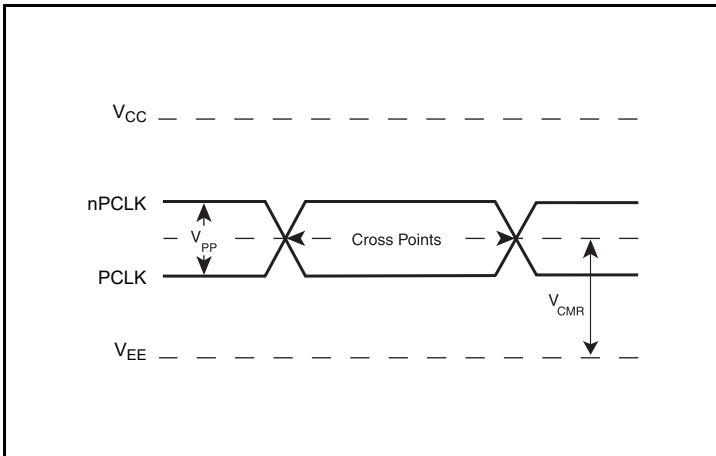 VCC
nPCLK
VPP
Cross Points
PCLK
VCMR
VEE